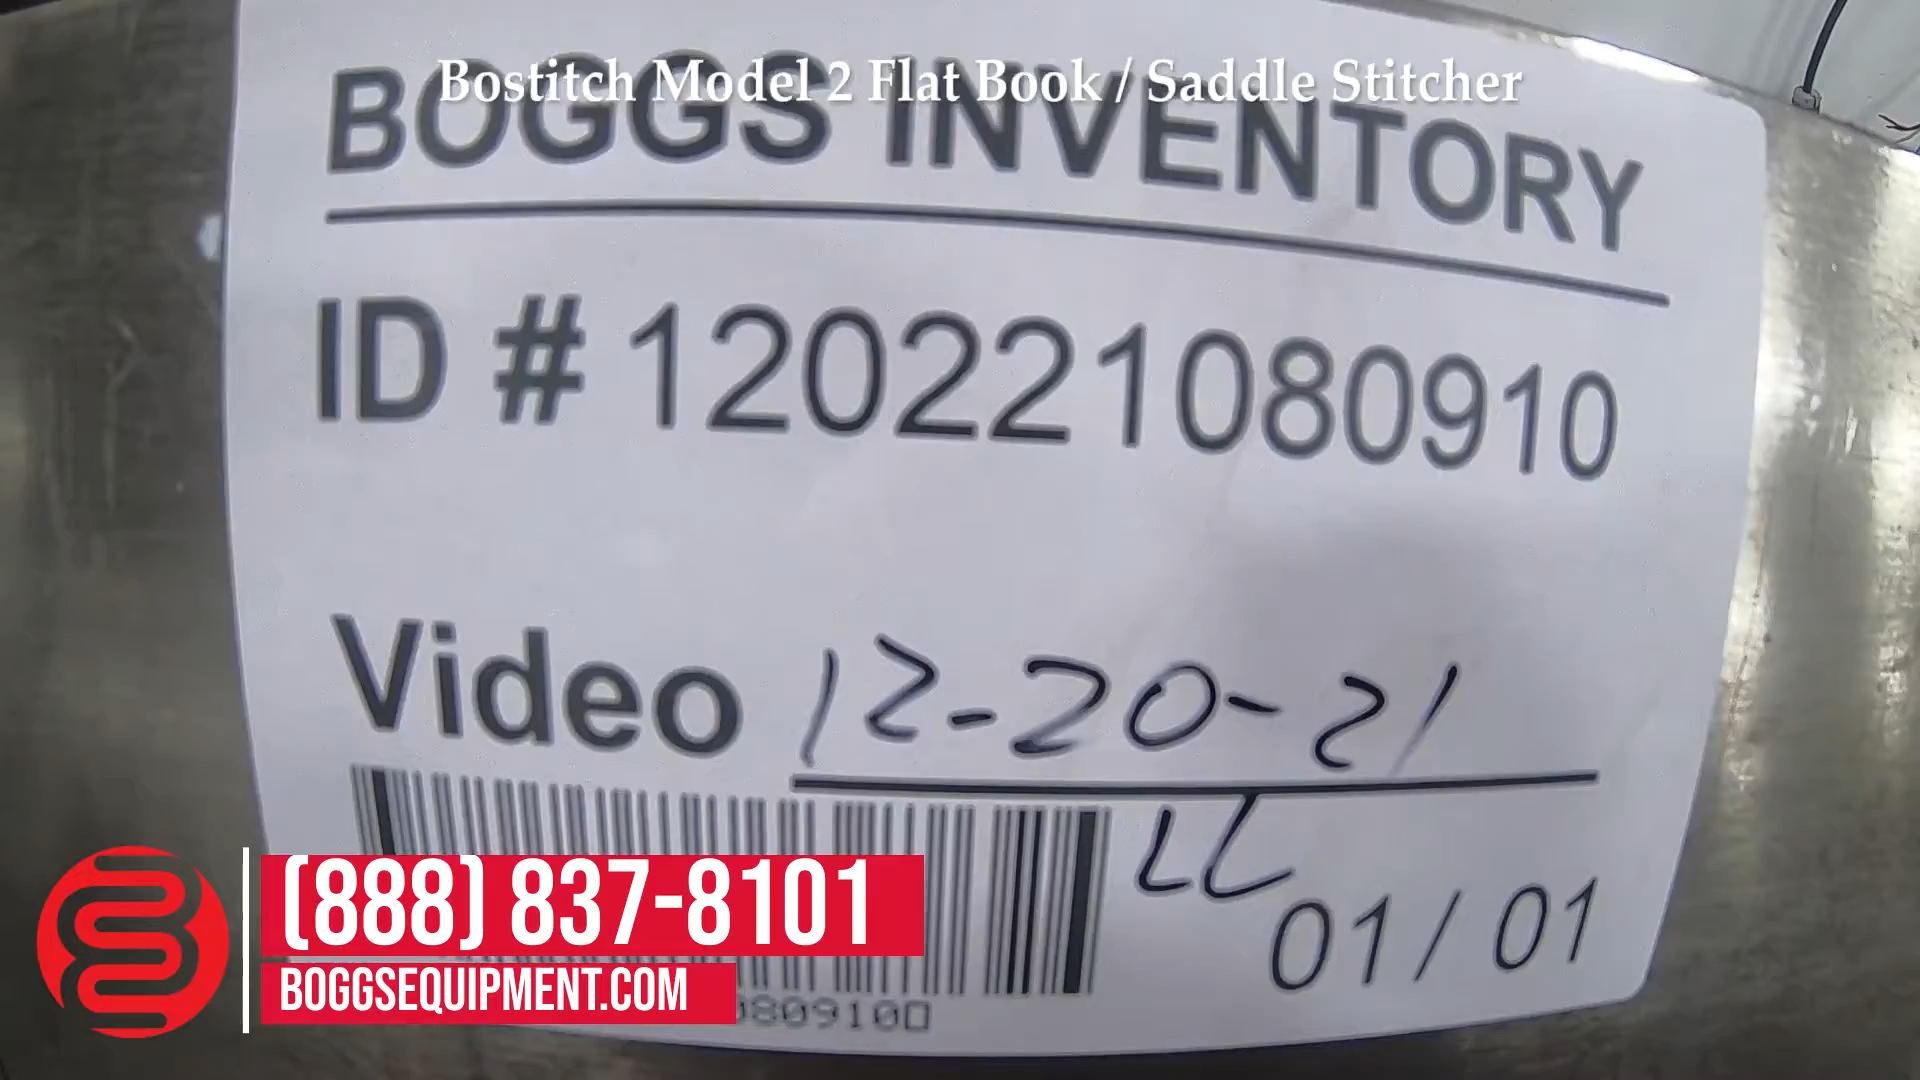 Bostitch Model 2 Flat Book / Saddle Stitcher
BOGGS INVENTORY
ID # 120221080910
Video 12-20-21
LL
01 / 01
(888) 837-8101
BOGGSEQUIPMENT.COM
080910